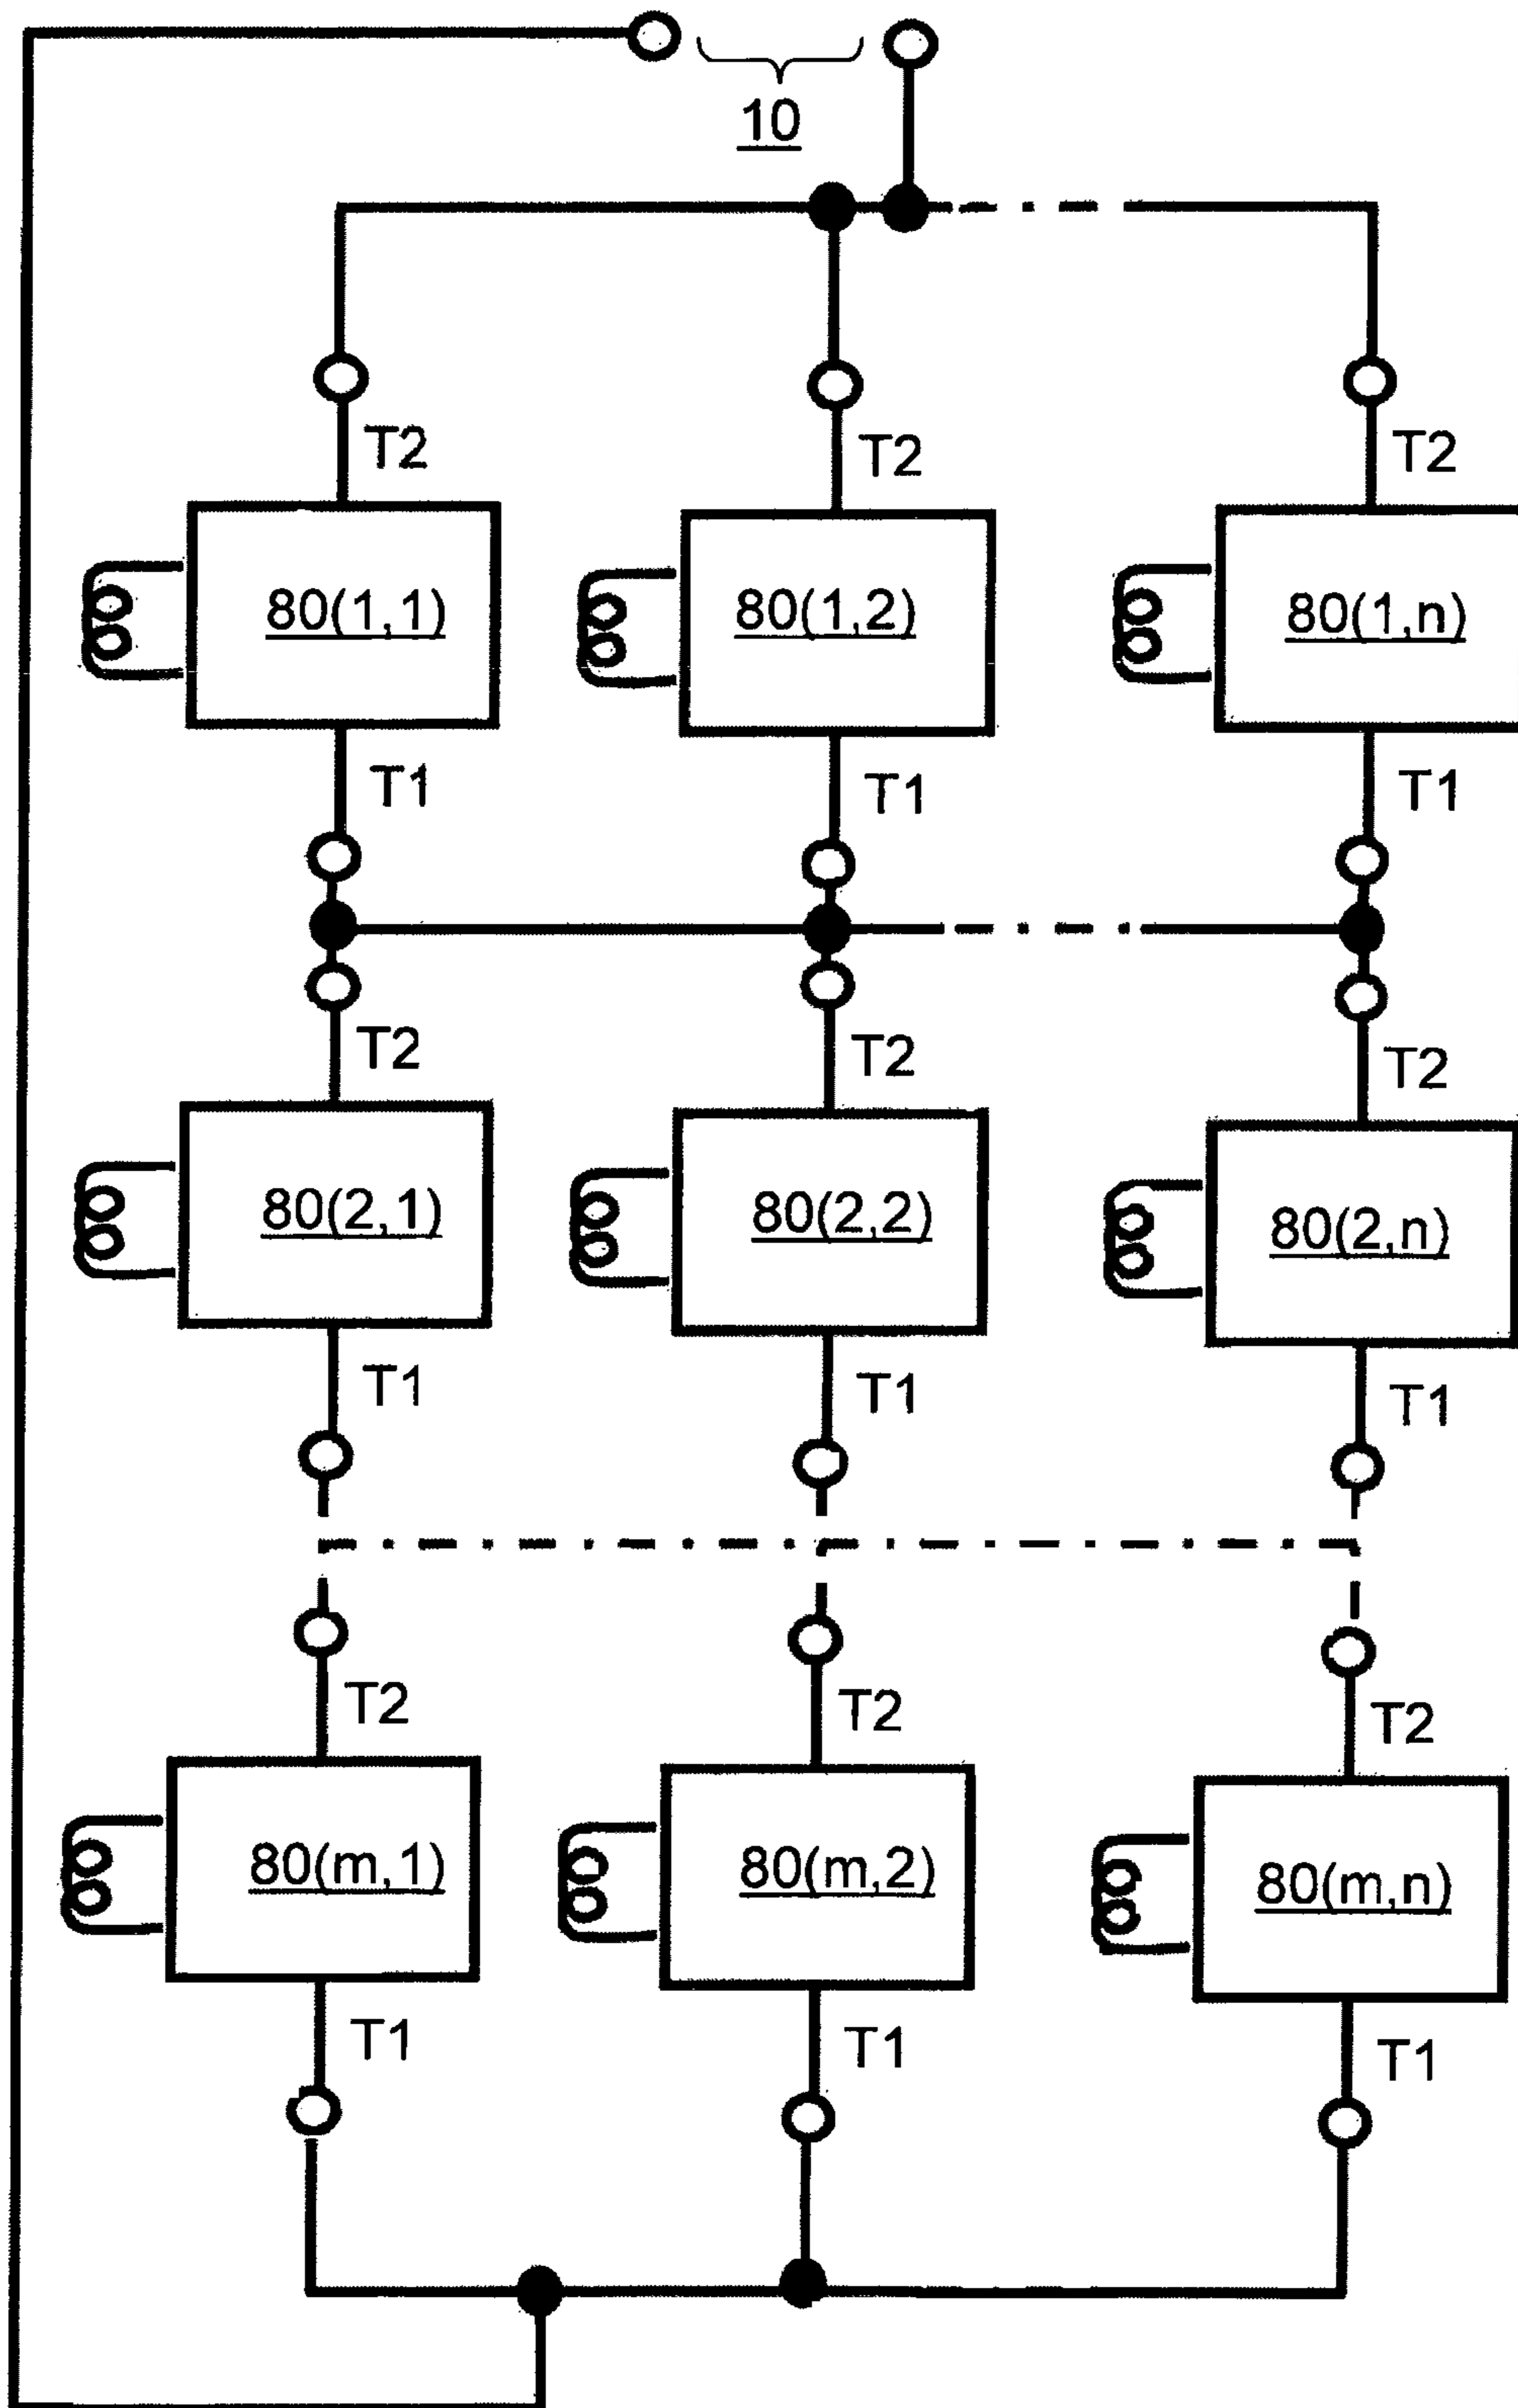 10
T2 T2 T2
80(1,1) 80(1,2) 80(1,n)
T1 T1 T1
T2 T2 T2
80(2,1) 80(2,2) 80(2,n)
T1 T1 T1
T2 T2 T2
80(m,1) 80(m,2) 80(m,n)
T1 T1 T1